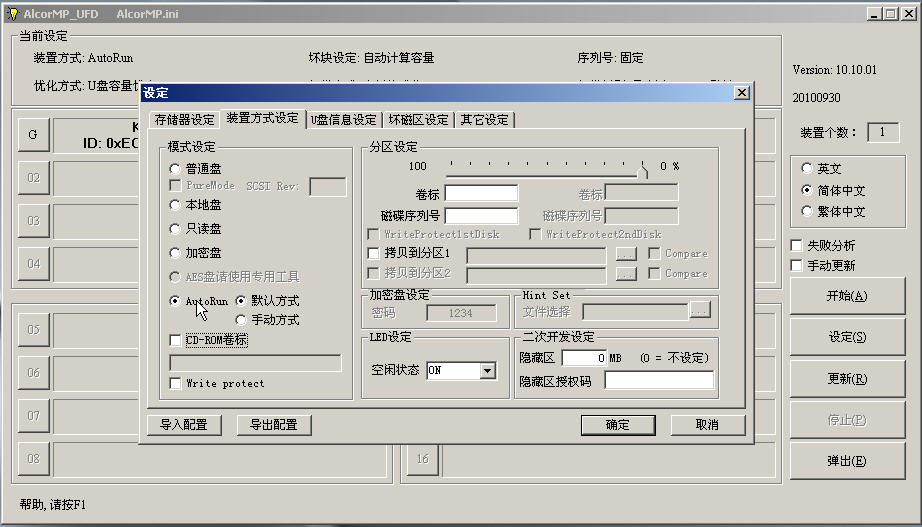 AlcorMP_UFD AlcorMP.ini
当前设定
装置方式: AutoRun 坏块设定: 自动计算容量 序列号: 固定
优化方式: U盘容量
Version: 10.10.01
20100930
装置个数： 1
英文
简体中文
繁体中文
失败分析
手动更新
开始(A)
设定(S)
更新(R)
停止(P)
弹出(E)
G
ID: 0xEC
02
03
04
05
06
07
08
16
设定
存储器设定 装置方式设定 U盘信息设定 坏磁区设定 其它设定
模式设定
普通盘
PureMode SCSI Rev:
本地盘
只读盘
加密盘
AES盘请使用专用工具
AutoRun 默认方式
手动方式
CD-ROM卷标
Write protect
分区设定
100 0 %
卷标 卷标
磁碟序列号 磁碟序列号
WriteProtect1stDisk WriteProtect2ndDisk
拷贝到分区1 ... Compare
拷贝到分区2 ... Compare
加密盘设定
密码 1234
Hint Set
文件选择 ...
LED设定
空闲状态 ON
二次开发设定
隐藏区 0 MB (0 = 不设定)
隐藏区授权码
导入配置 导出配置 确定 取消
帮助, 请按F1